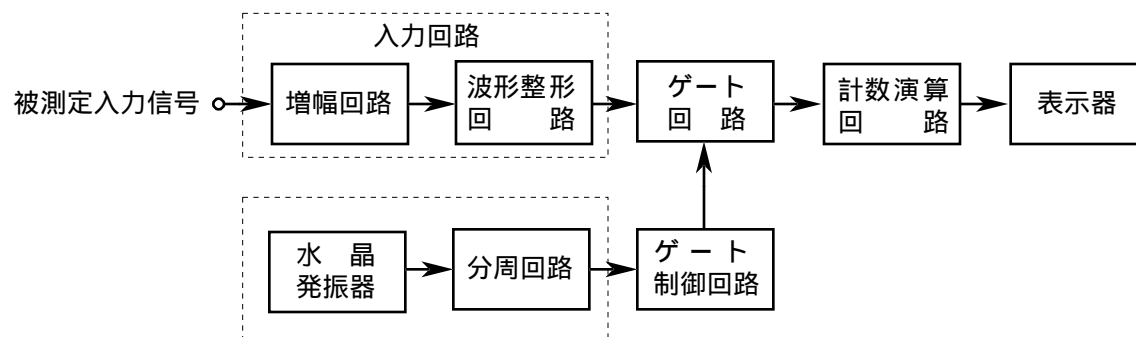 入力回路
被測定入力信号
増幅回路
波形整形
回 路
ゲート
回 路
計数演算
回 路
表示器
水 晶
発振器
分周回路
ゲート
制御回路